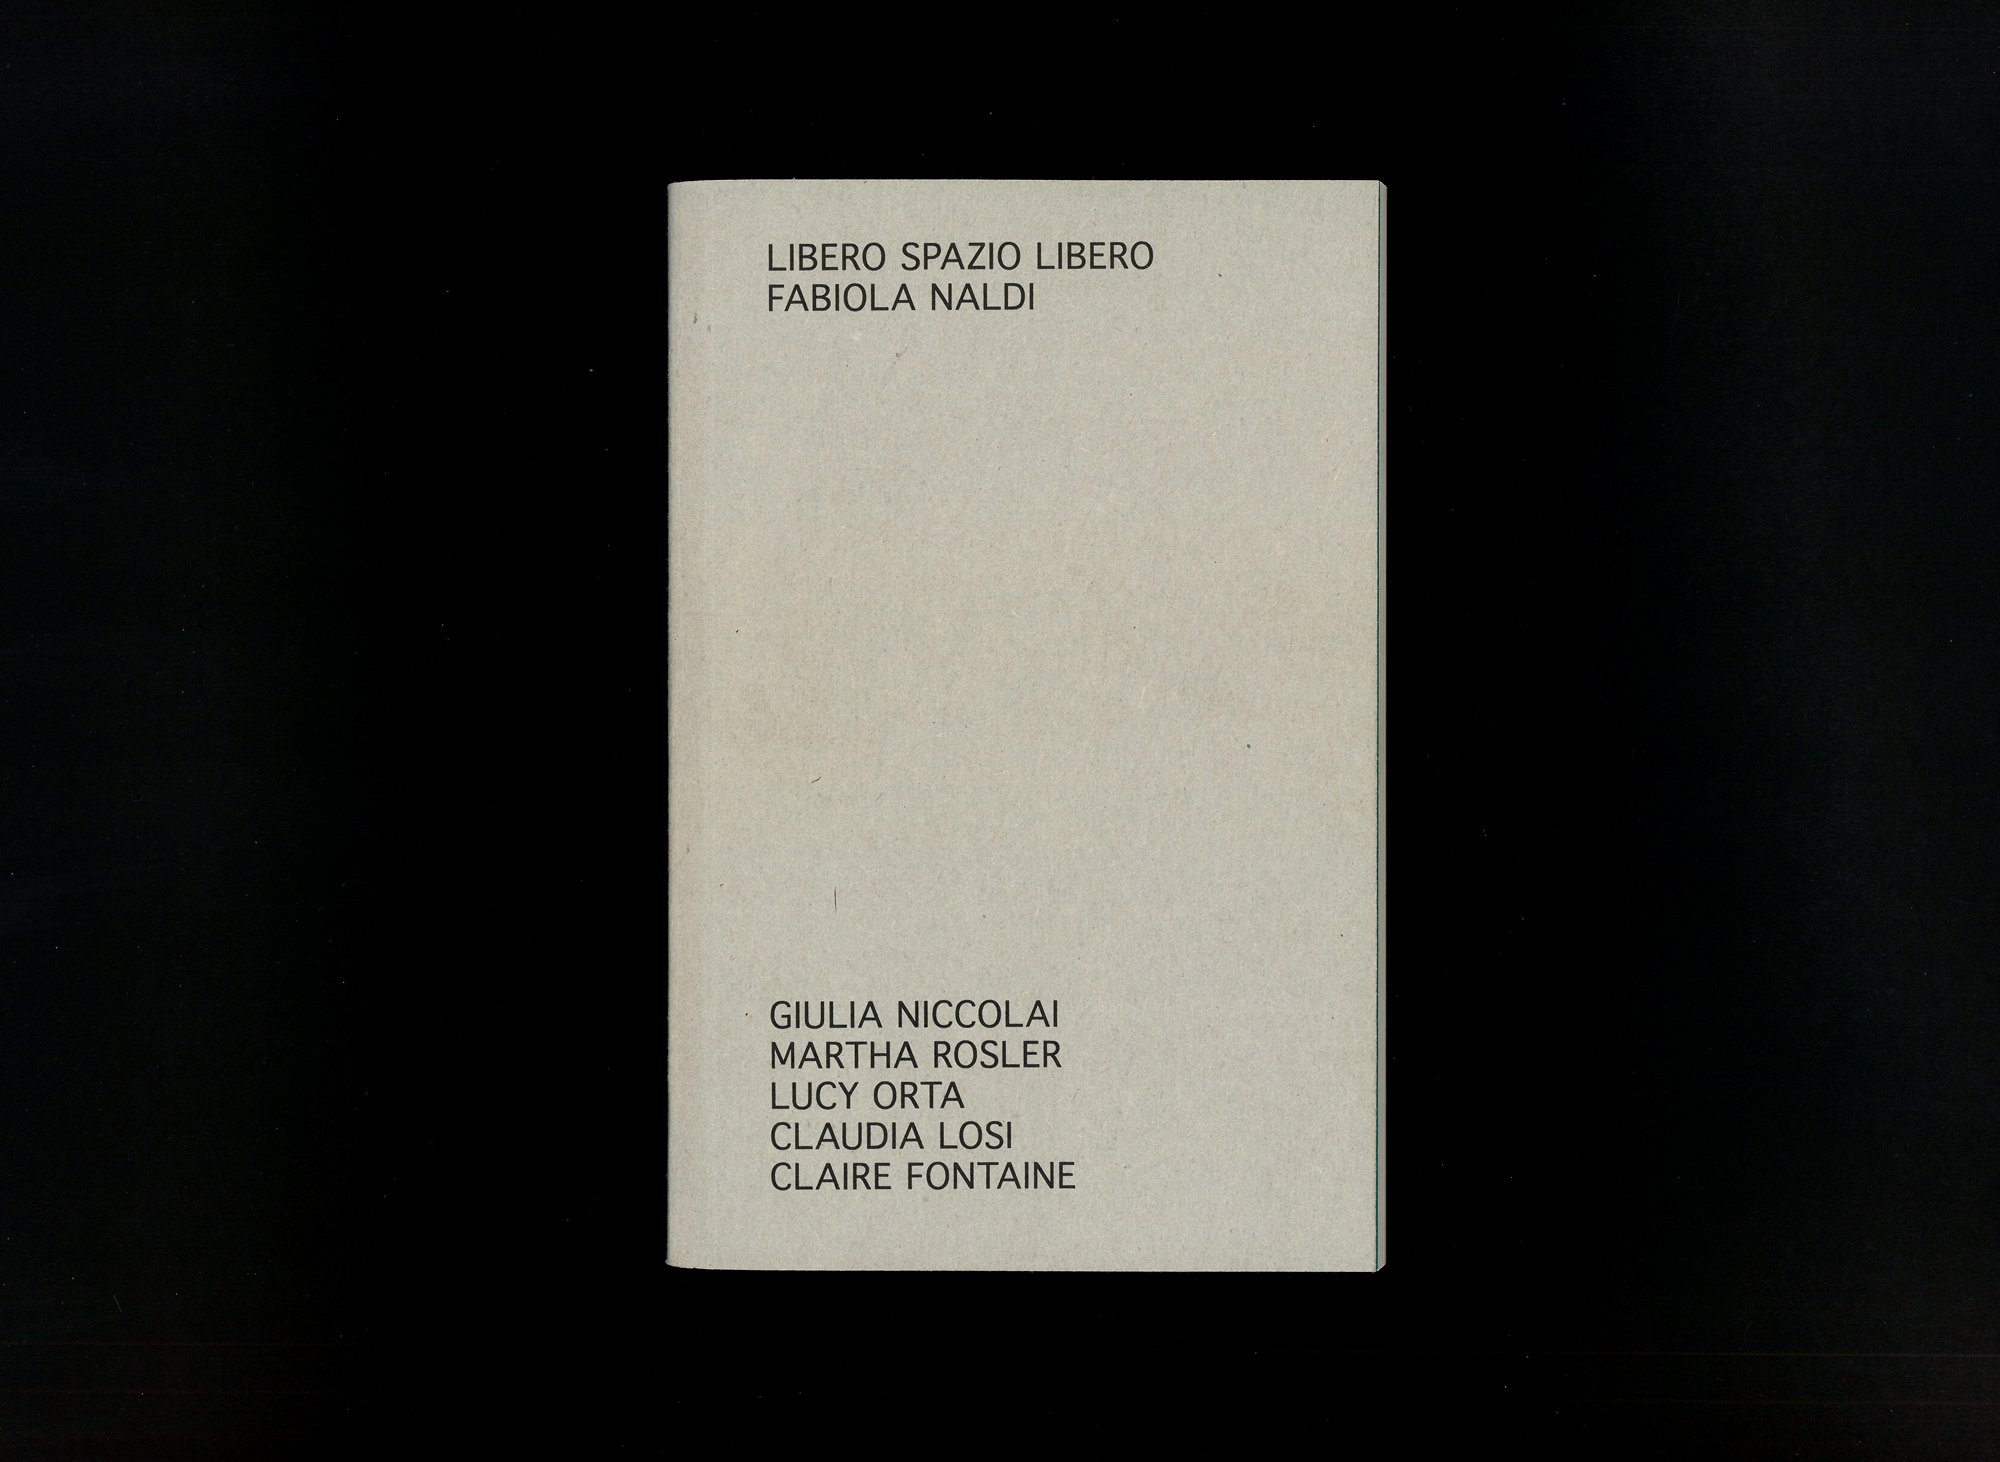 LIBERO SPAZIO LIBERO
FABIOLA NALDI
GIULIA NICCOLAI
MARTHA ROSLER
LUCY ORTA
CLAUDIA LOSI
CLAIRE FONTAINE